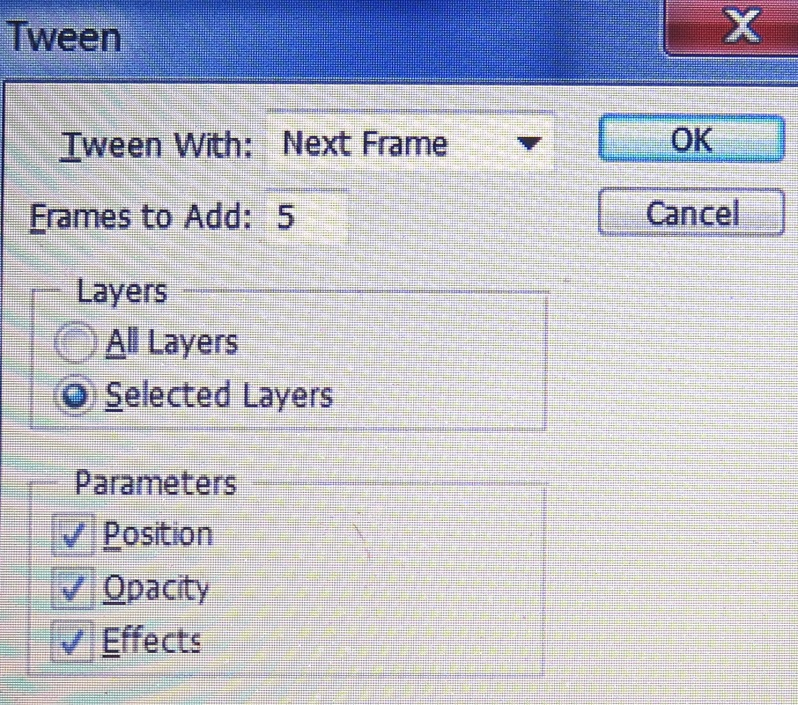 Tween
X
Tween With: Next Frame
OK
Frames to Add: 5
Cancel
Layers
All Layers
Selected Layers
Parameters
Position
Opacity
Effects